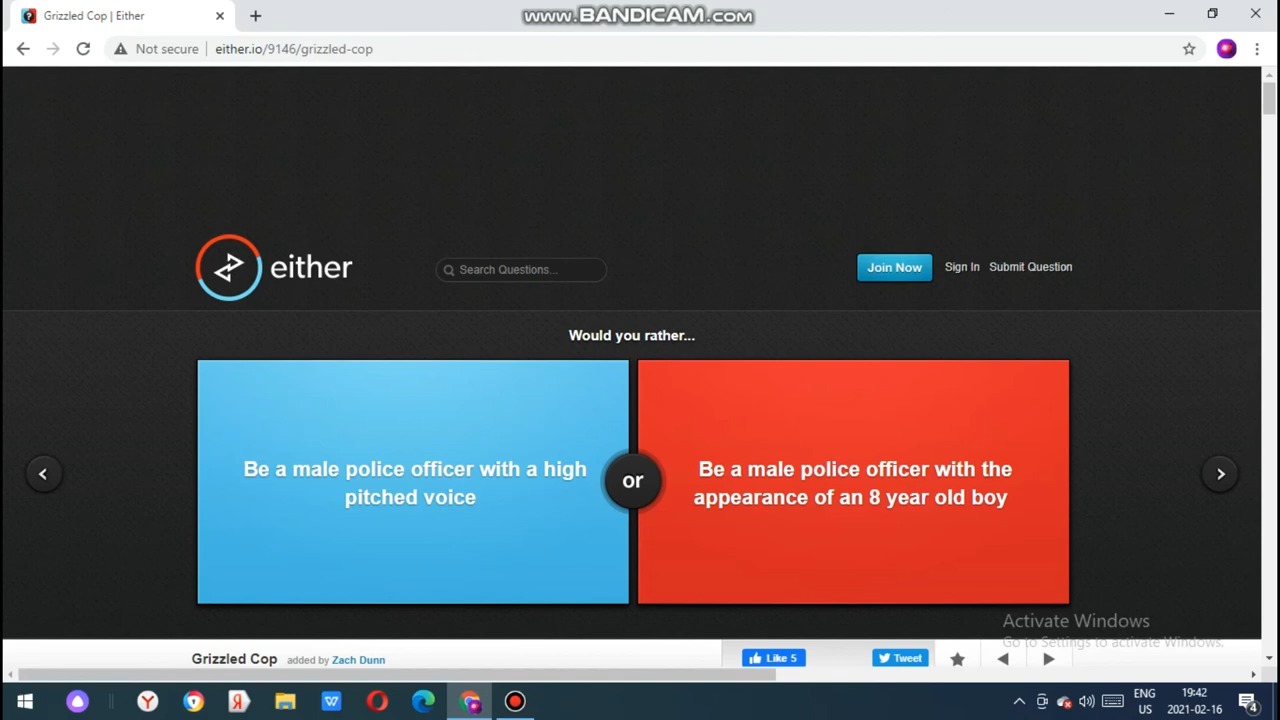 Grizzled Cop | Either
www.BANDICAM.com
Not secure
either.io/9146/grizzled-cop
either
Search Questions...
Join Now
Sign In
Submit Question
Would you rather...
Be a male police officer with a high
pitched voice
or
Be a male police officer with the
appearance of an 8 year old boy
Activate Windows
Go to Settings to activate Windows.
Grizzled Cop
added by Zach Dunn
Like 5
Tweet
ENG
US
19:42
2021-02-16
4